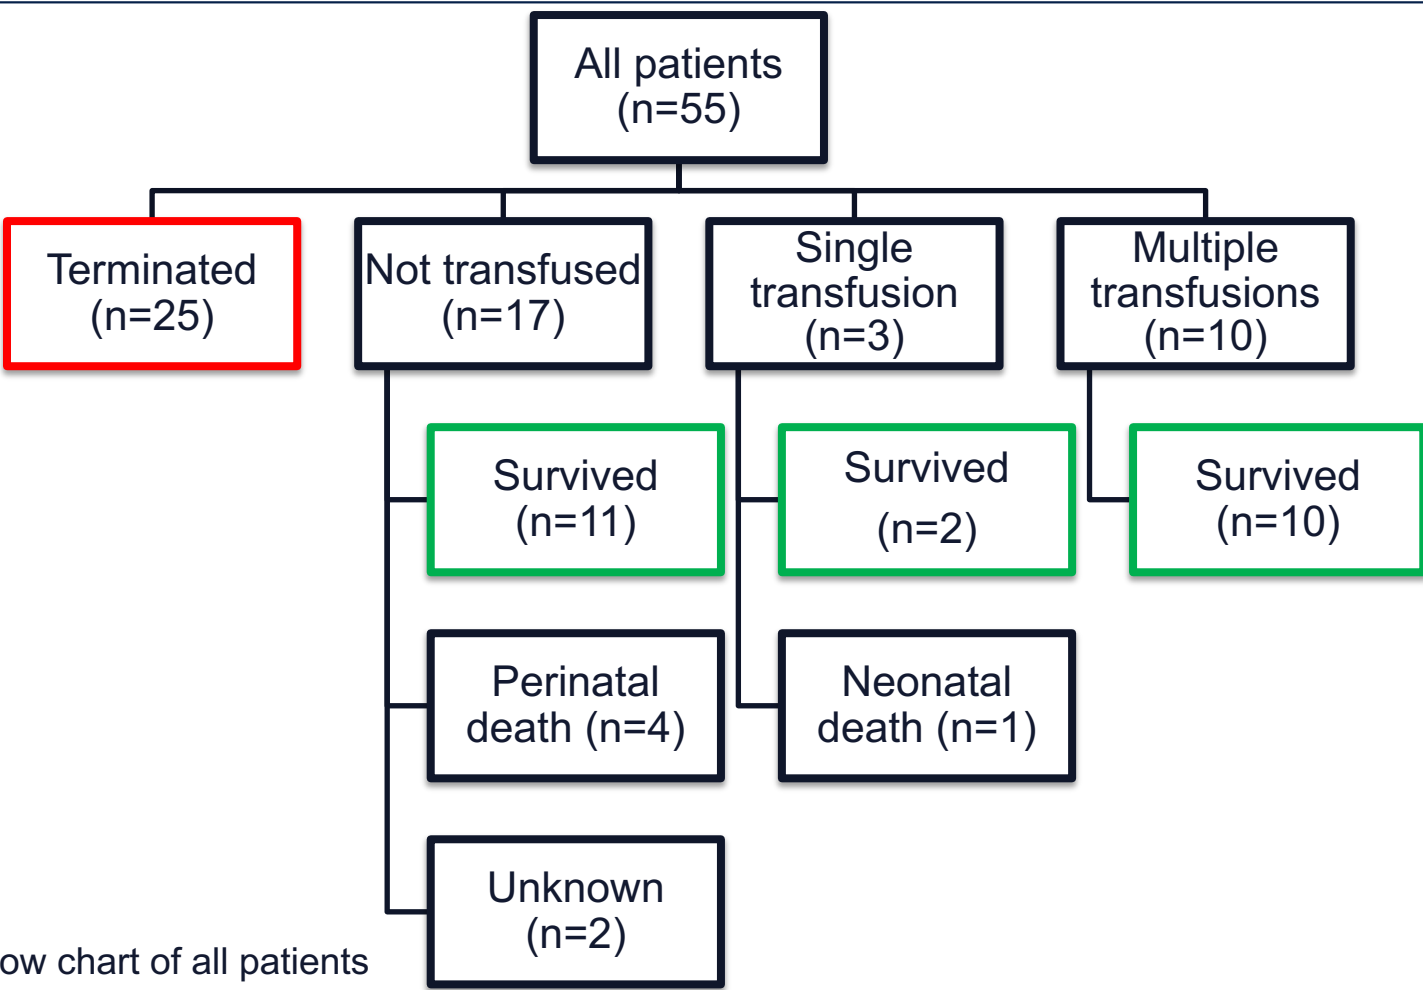 All patients
(n=55)
Terminated
(n=25)
Not transfused
(n=17)
Single
transfusion
(n=3)
Multiple
transfusions
(n=10)
Survived
(n=11)
Survived
(n=2)
Survived
(n=10)
Perinatal
death (n=4)
Neonatal
death (n=1)
Unknown
(n=2)
ow chart of all patients